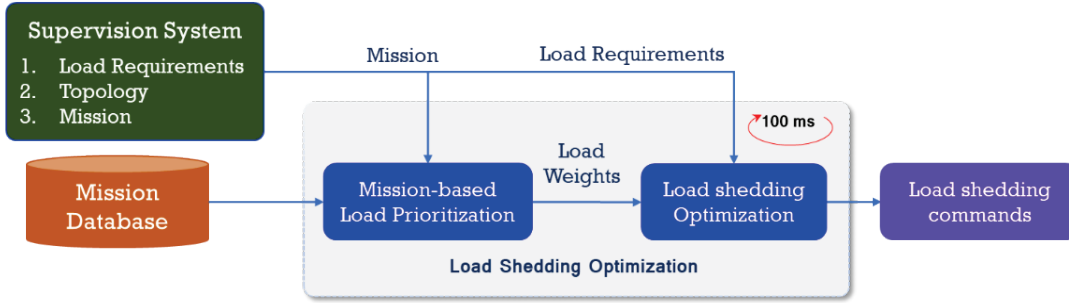 Supervision System
1. Load Requirements
2. Topology
3. Mission
Mission
Load Requirements
100 ms
Mission
Database
Mission-based
Load Prioritization
Load
Weights
Load shedding
Optimization
Load shedding
commands
Load Shedding Optimization